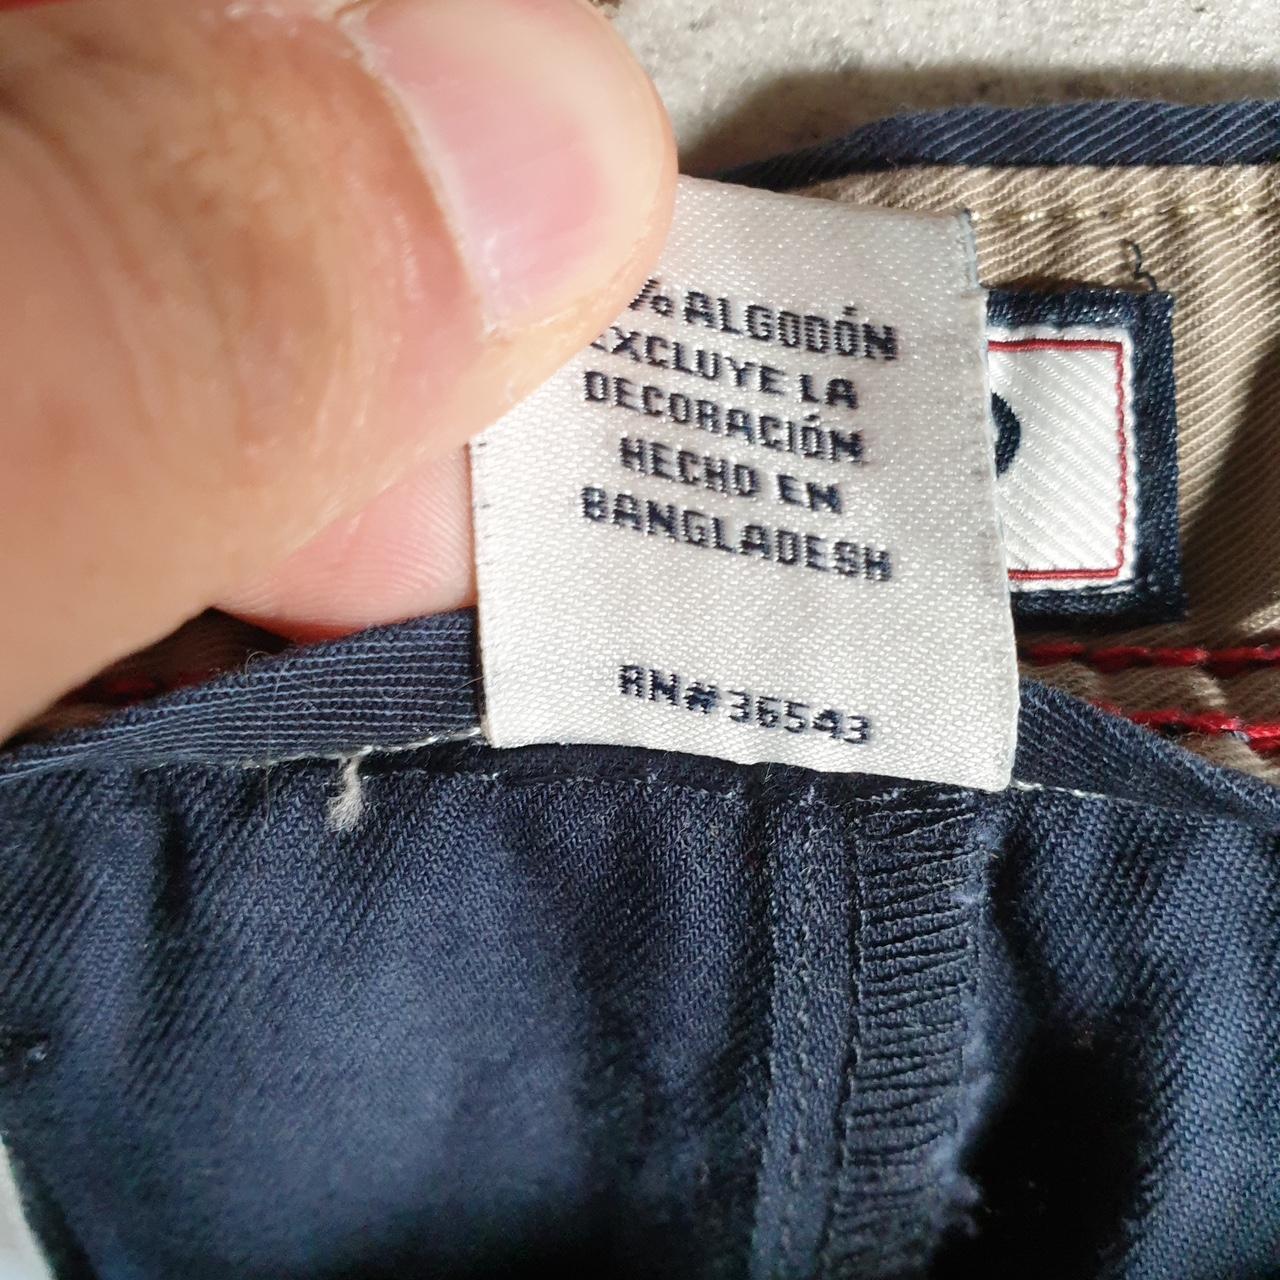 % ALGODÓN
EXCLUYE LA
DECORACIÓN
HECHO EN
BANGLADESH
RN# 36543